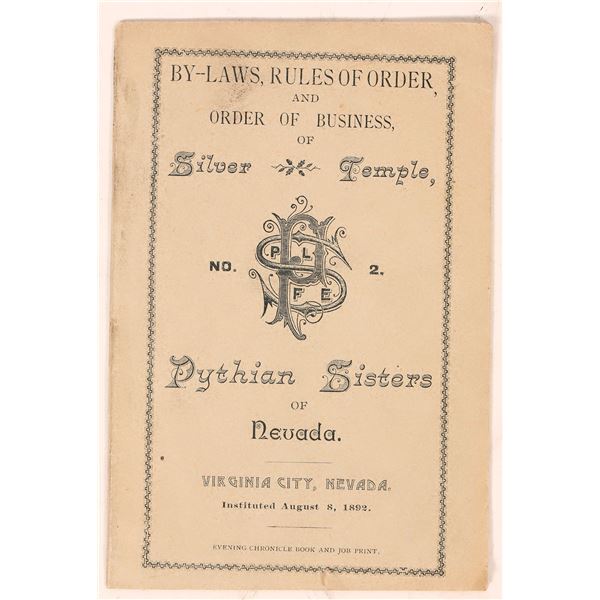 BY-LAWS, RULES OF ORDER,
AND
ORDER OF BUSINESS,
OF
Silver Temple,
PS
P L
NO. 2.
F E
Pythian Sisters
OF
Nevada.
VIRGINIA CITY, NEVADA.
Instituted August 8, 1892.
EVENING CHRONICLE BOOK AND JOB PRINT.